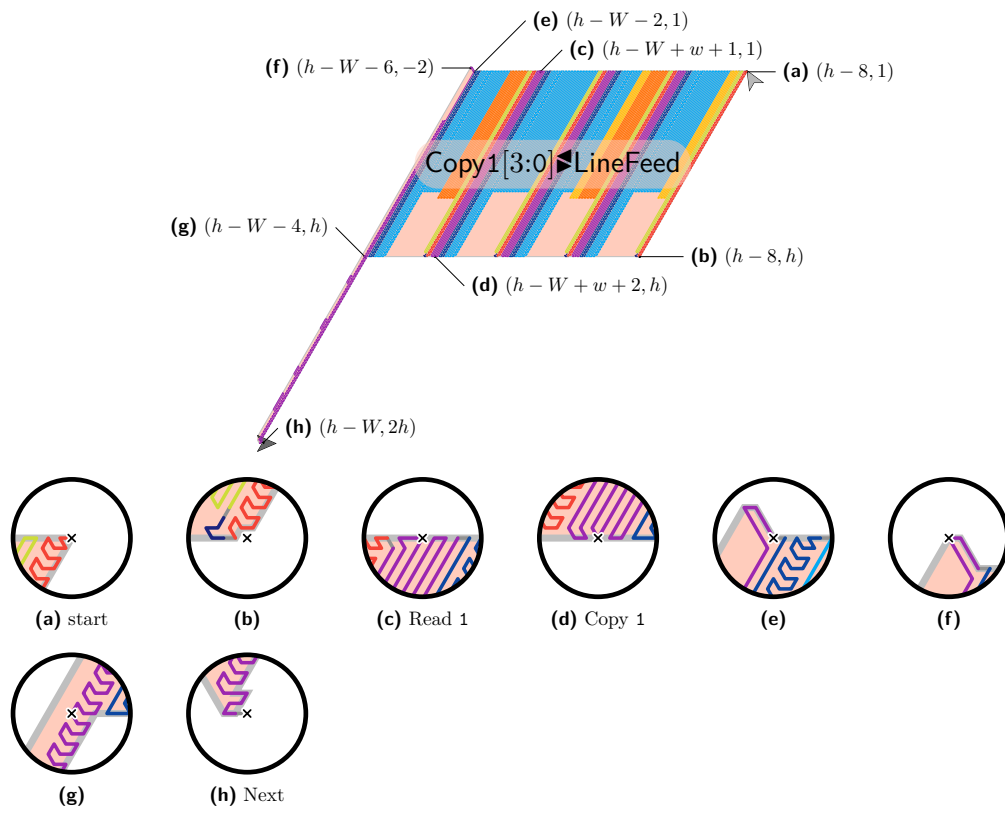 (e) (h − W − 2, 1)
(c) (h − W + w + 1, 1)
(f) (h − W − 6, −2)
(a) (h − 8, 1)
Copy1[3:0]▶LineFeed
(g) (h − W − 4, h)
(b) (h − 8, h)
(d) (h − W + w + 2, h)
(h) (h − W, 2h)
(a) start
(b)
(c) Read 1
(d) Copy 1
(e)
(f)
(g)
(h) Next